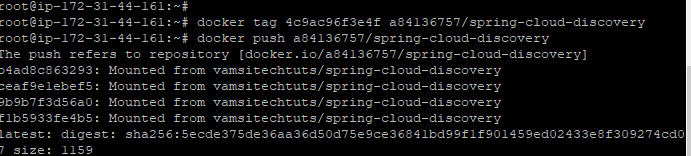 root@ip-172-31-44-161:~#
root@ip-172-31-44-161:~# docker tag 4c9ac96f3e4f a84136757/spring-cloud-discovery
root@ip-172-31-44-161:~# docker push a84136757/spring-cloud-discovery
The push refers to repository [docker.io/a84136757/spring-cloud-discovery]
b4ad8c863293: Mounted from vamsitechtuts/spring-cloud-discovery
ceaf9e1ebef5: Mounted from vamsitechtuts/spring-cloud-discovery
9b9b7f3d56a0: Mounted from vamsitechtuts/spring-cloud-discovery
f1b5933fe4b5: Mounted from vamsitechtuts/spring-cloud-discovery
latest: digest: sha256:5ecde375de36aa36d50d75e9ce36841bd99f1f901459ed02433e8f309274cd0
7 size: 1159